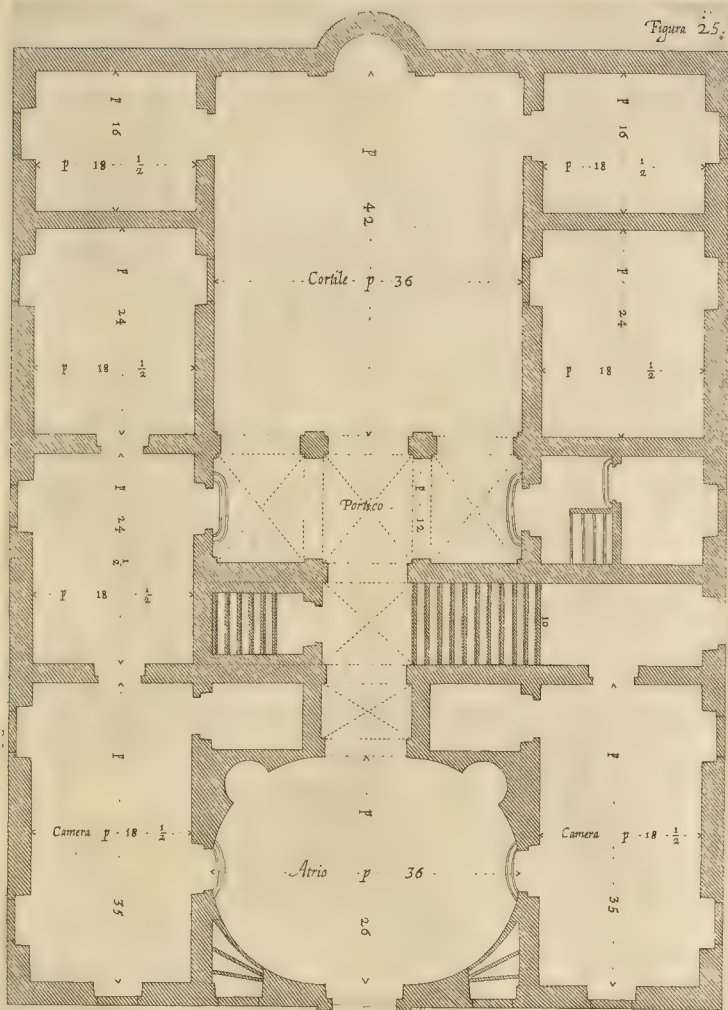 Figura 25.
P 16
P 16
p 18 1/2
p 18 1/2
P 42
P 24
P 24
Cortile p 36
p 18 1/2
p 18 1/2
P 24 1/2
Portico
P 12
p 18 1/2
10
P 35
P
P 35
Camera p 18 1/2
Atrio p 36
Camera p 18 1/2
26